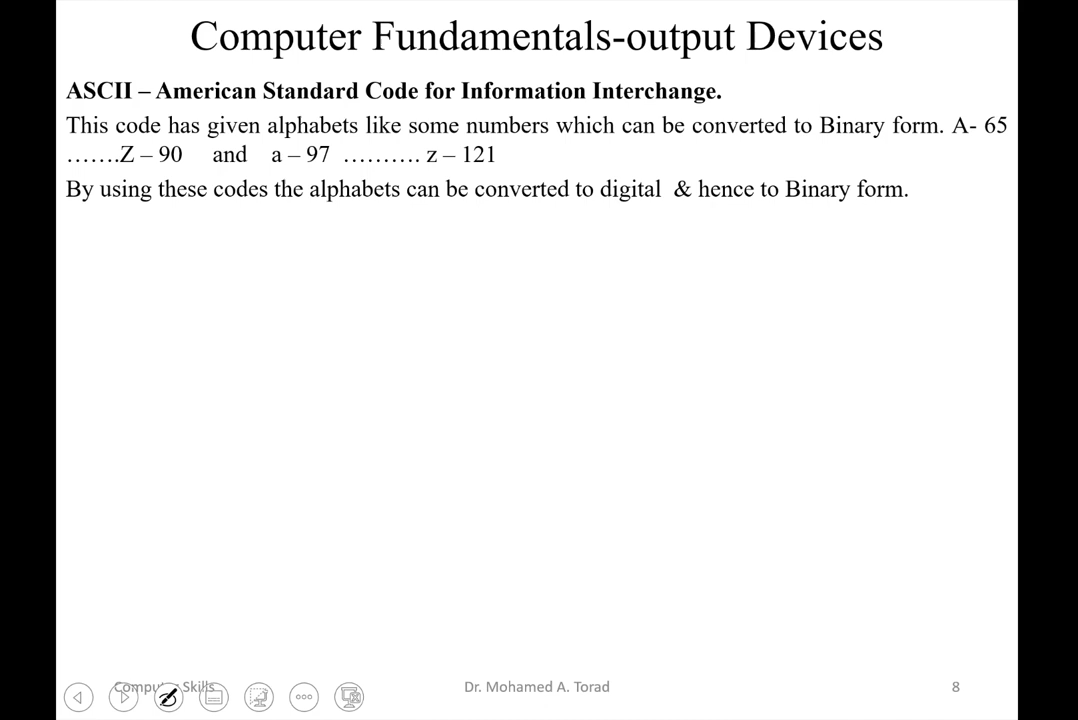 Computer Fundamentals-output Devices
ASCII – American Standard Code for Information Interchange.
This code has given alphabets like some numbers which can be converted to Binary form. A- 65
…….Z – 90 and a – 97 ………. z – 121
By using these codes the alphabets can be converted to digital & hence to Binary form.
Computer Skills
Dr. Mohamed A. Torad
8